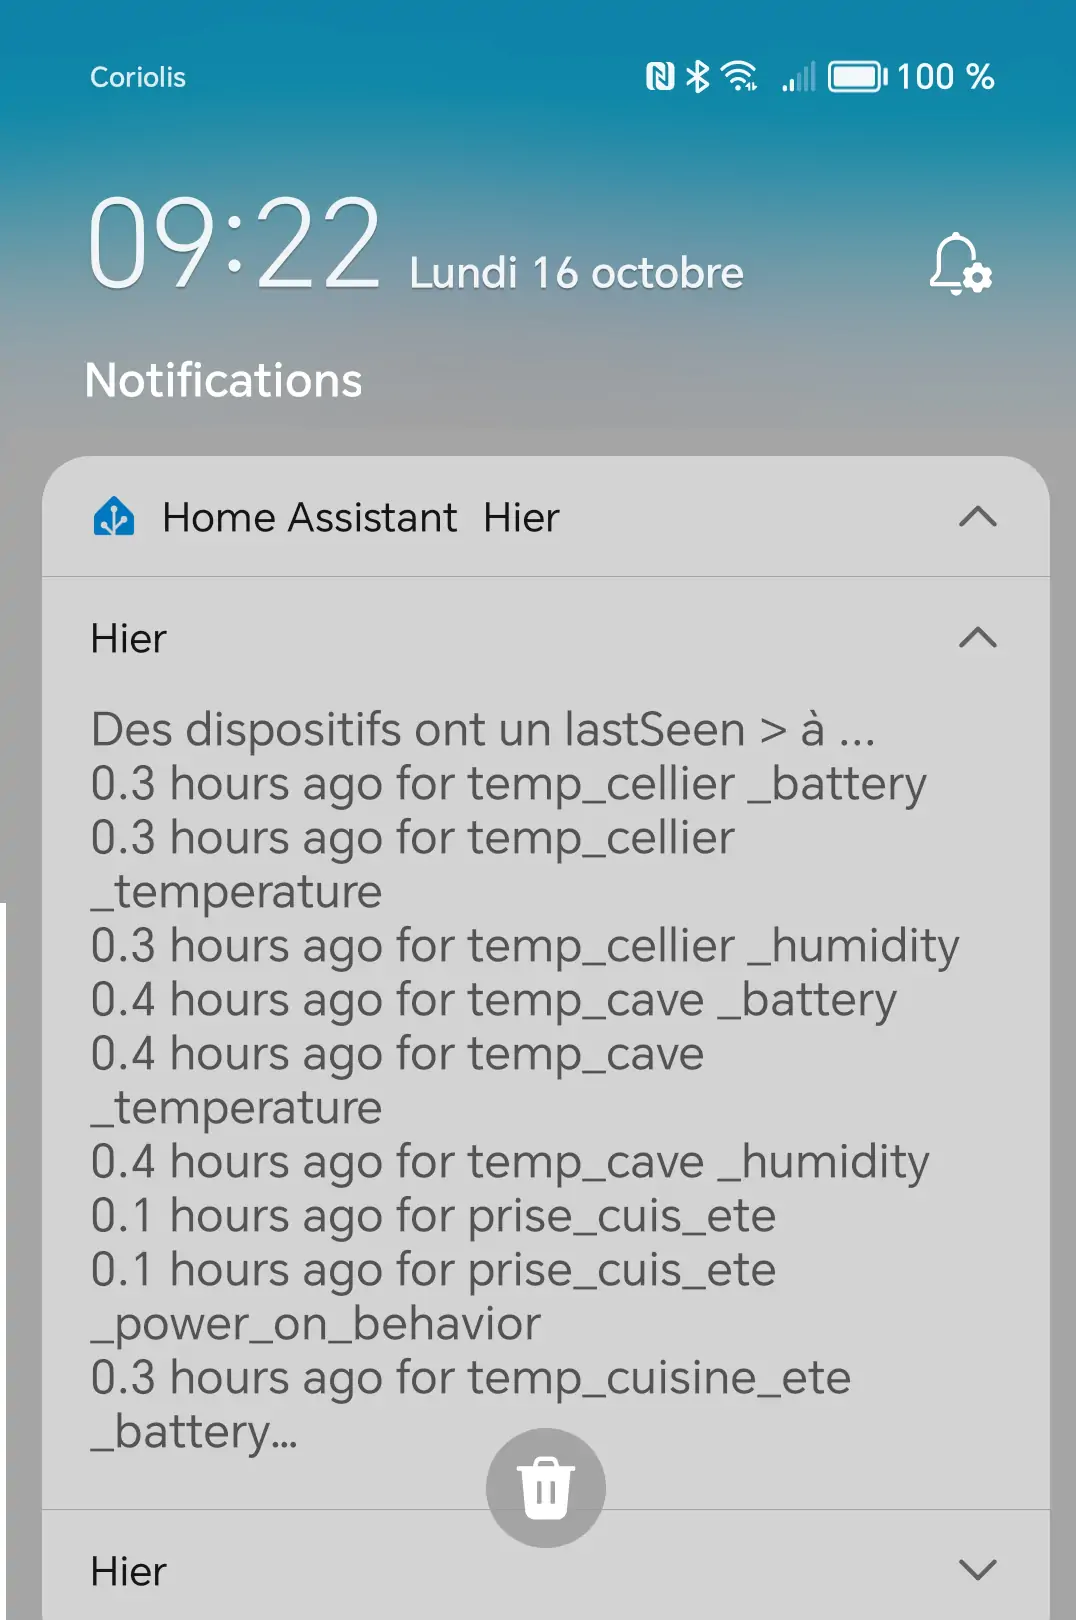 Coriolis
100 %
09:22 Lundi 16 octobre
Notifications
Home Assistant Hier
Hier
Des dispositifs ont un lastSeen > à ...
0.3 hours ago for temp_cellier _battery
0.3 hours ago for temp_cellier
_temperature
0.3 hours ago for temp_cellier _humidity
0.4 hours ago for temp_cave _battery
0.4 hours ago for temp_cave
_temperature
0.4 hours ago for temp_cave _humidity
0.1 hours ago for prise_cuis_ete
0.1 hours ago for prise_cuis_ete
_power_on_behavior
0.3 hours ago for temp_cuisine_ete
_battery...
Hier